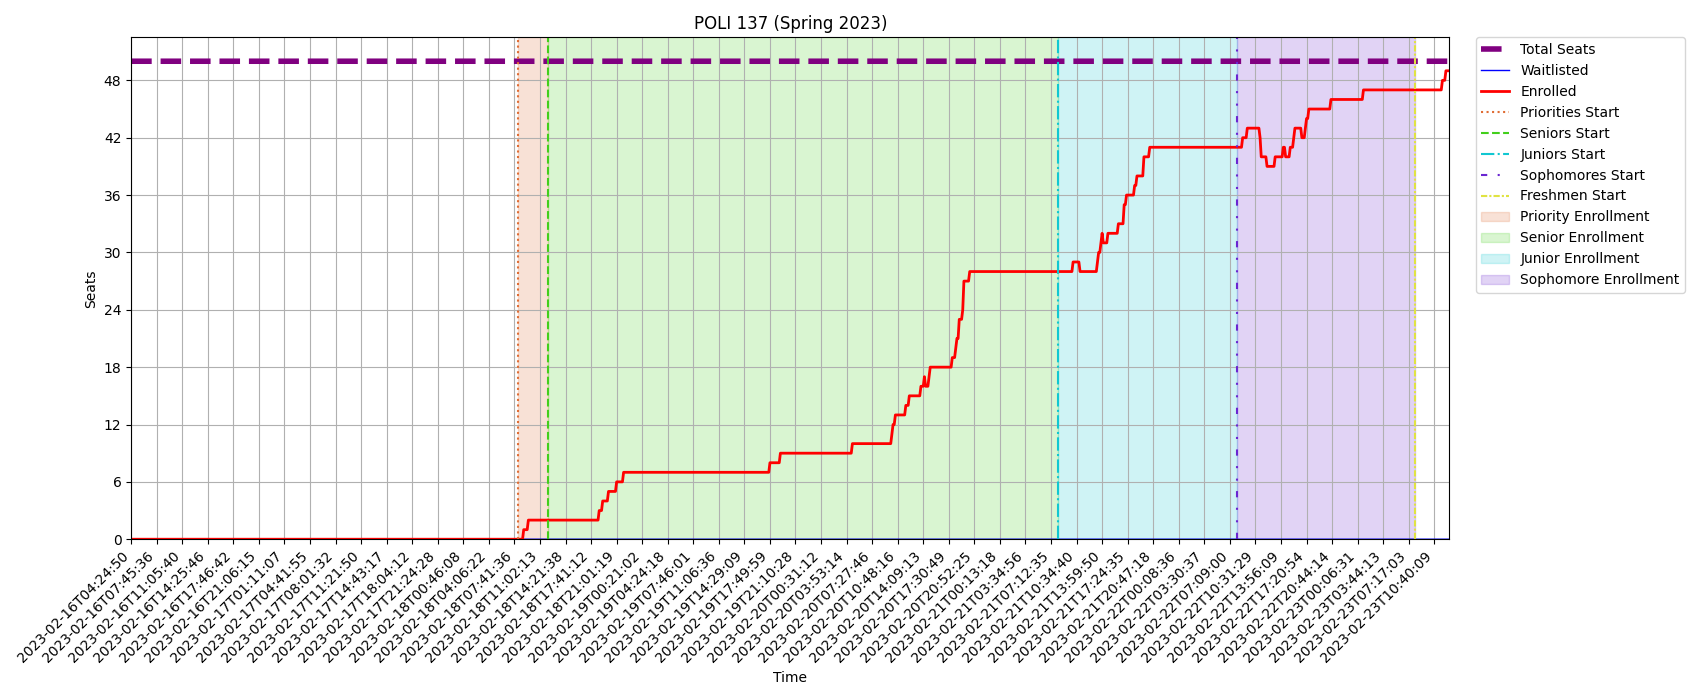 POLI 137 (Spring 2023)
Seats
48
42
36
30
24
18
12
6
0
2023-02-16T04:24:50
2023-02-16T07:45:36
2023-02-16T11:05:40
2023-02-16T14:25:46
2023-02-16T17:46:42
2023-02-16T21:06:15
2023-02-17T01:11:07
2023-02-17T04:41:55
2023-02-17T08:01:32
2023-02-17T11:21:50
2023-02-17T14:43:17
2023-02-17T18:04:12
2023-02-17T21:24:28
2023-02-18T00:46:08
2023-02-18T04:06:22
2023-02-18T07:41:36
2023-02-18T11:02:13
2023-02-18T14:21:38
2023-02-18T17:41:12
2023-02-18T21:01:19
2023-02-19T00:21:02
2023-02-19T04:24:18
2023-02-19T07:46:01
2023-02-19T11:06:36
2023-02-19T14:29:09
2023-02-19T17:49:59
2023-02-19T21:10:28
2023-02-20T00:31:12
2023-02-20T03:53:14
2023-02-20T07:27:46
2023-02-20T10:48:16
2023-02-20T14:09:13
2023-02-20T17:30:49
2023-02-20T20:52:25
2023-02-21T00:13:18
2023-02-21T03:34:56
2023-02-21T07:12:35
2023-02-21T10:34:40
2023-02-21T13:59:50
2023-02-21T17:24:35
2023-02-21T20:47:18
2023-02-22T00:08:36
2023-02-22T03:30:37
2023-02-22T07:09:00
2023-02-22T10:31:29
2023-02-22T13:56:09
2023-02-22T17:20:54
2023-02-22T20:44:14
2023-02-23T00:06:31
2023-02-23T03:44:13
2023-02-23T07:17:03
2023-02-23T10:40:09
Time
Total Seats
Waitlisted
Enrolled
Priorities Start
Seniors Start
Juniors Start
Sophomores Start
Freshmen Start
Priority Enrollment
Senior Enrollment
Junior Enrollment
Sophomore Enrollment